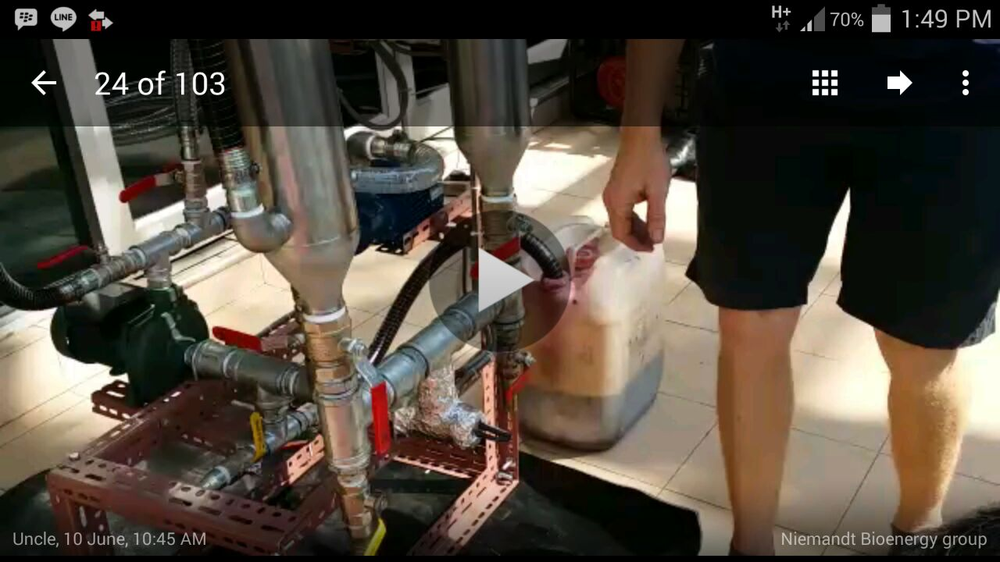 LINE
H+
70%
1:49 PM
24 of 103
Uncle, 10 June, 10:45 AM
Niemandt Bioenergy group